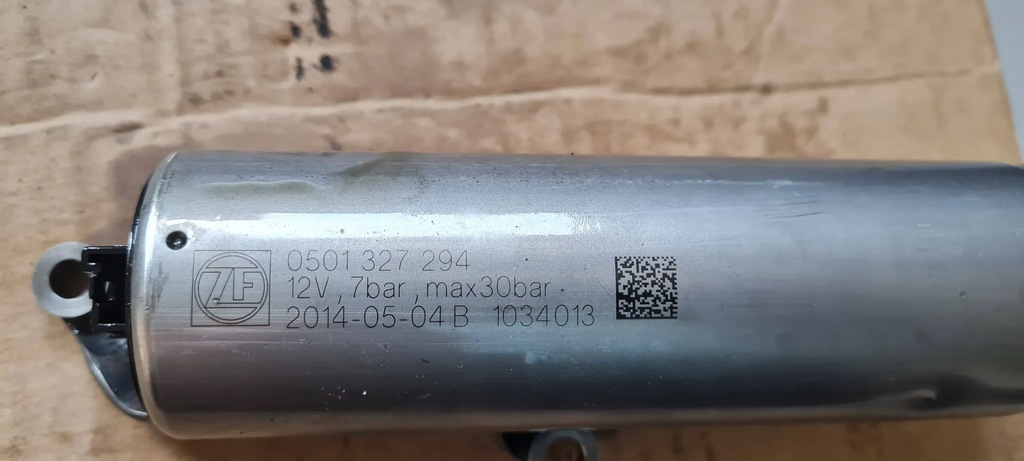 ZF
0501 327 294
12V, 7bar, max30bar
2014-05-04 B 1034013